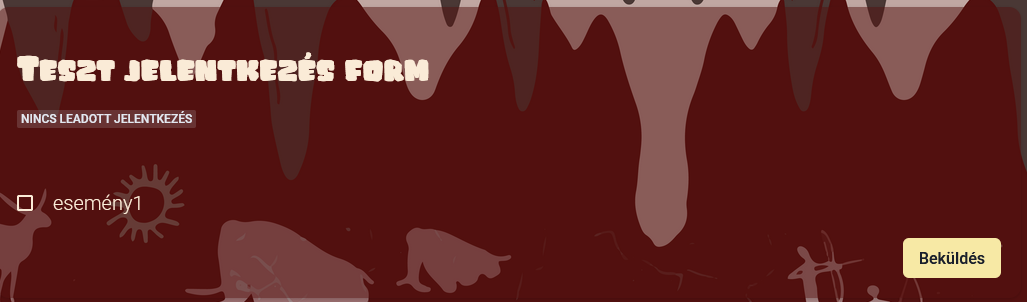 Teszt jelentkezés form
NINCS LEADOTT JELENTKEZÉS
esemény1
Beküldés